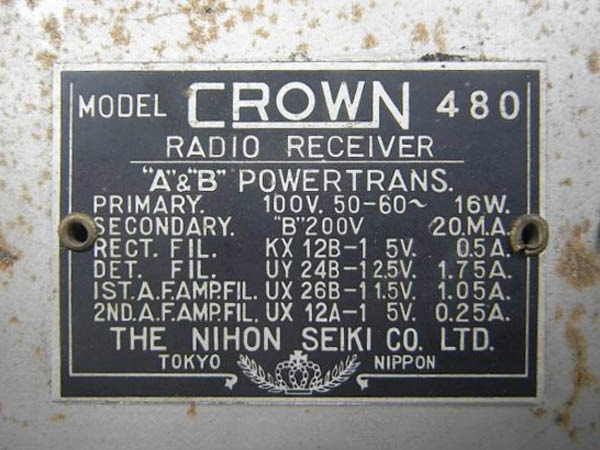 MODEL CROWN 480
RADIO RECEIVER
"A"&"B" POWERTRANS.
PRIMARY. 100V. 50-60~ 16W.
SECONDARY. "B"200V 20.M.A.
RECT. FIL. KX 12B-1 5V. 0.5A.
DET. FIL. UY 24B-1 2.5V. 1.75A.
1ST.A.F.AMP.FIL. UX 26B-1 1.5V. 1.05A.
2ND.A.F.AMP.FIL. UX 12A-1 5V. 0.25A.
THE NIHON SEIKI CO. LTD.
TOKYO NIPPON